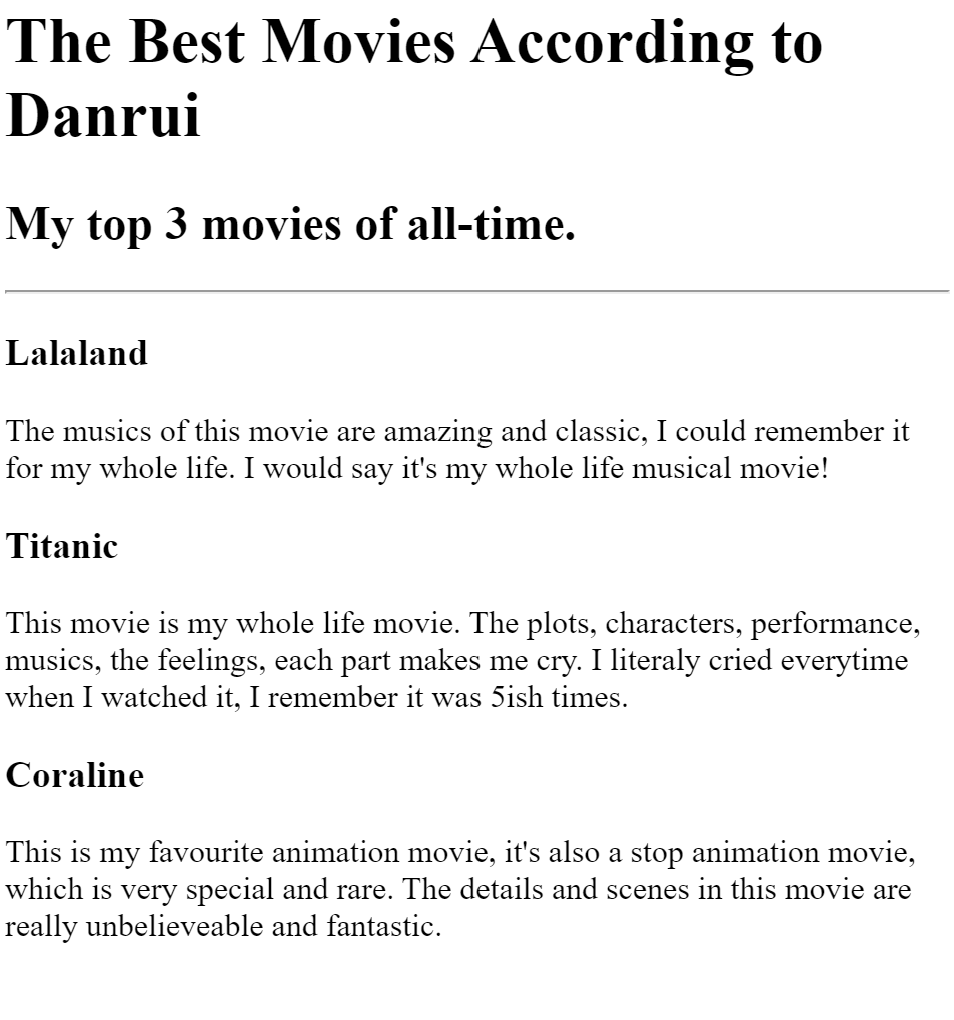 The Best Movies According to
Danrui
My top 3 movies of all-time.
Lalaland
The musics of this movie are amazing and classic, I could remember it
for my whole life. I would say it's my whole life musical movie!
Titanic
This movie is my whole life movie. The plots, characters, performance,
musics, the feelings, each part makes me cry. I literaly cried everytime
when I watched it, I remember it was 5ish times.
Coraline
This is my favourite animation movie, it's also a stop animation movie,
which is very special and rare. The details and scenes in this movie are
really unbelieveable and fantastic.